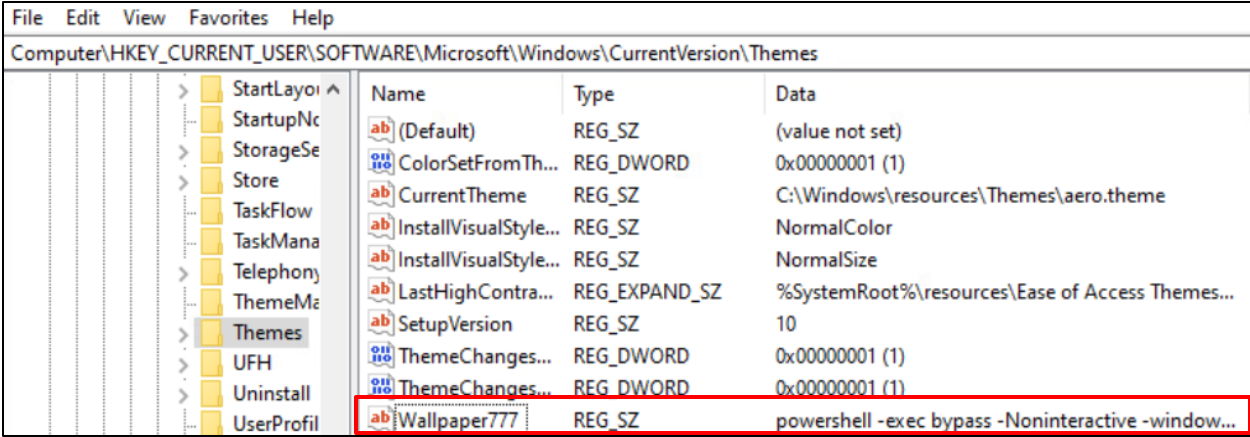 File Edit View Favorites Help
Computer\HKEY_CURRENT_USER\SOFTWARE\Microsoft\Windows\CurrentVersion\Themes
StartLayou
StartupNo
StorageSe
Store
TaskFlow
TaskMana
Telephony
ThemeMa
Themes
UFH
Uninstall
UserProfil
Name Type Data
(Default) REG_SZ (value not set)
ColorSetFromTh... REG_DWORD 0x00000001 (1)
CurrentTheme REG_SZ C:\Windows\resources\Themes\aero.theme
InstallVisualStyle... REG_SZ NormalColor
InstallVisualStyle... REG_SZ NormalSize
LastHighContra... REG_EXPAND_SZ %SystemRoot%\resources\Ease of Access Themes...
SetupVersion REG_SZ 10
ThemeChanges... REG_DWORD 0x00000001 (1)
ThemeChanges... REG_DWORD 0x00000001 (1)
Wallpaper777 REG_SZ powershell -exec bypass -Noninteractive -window...